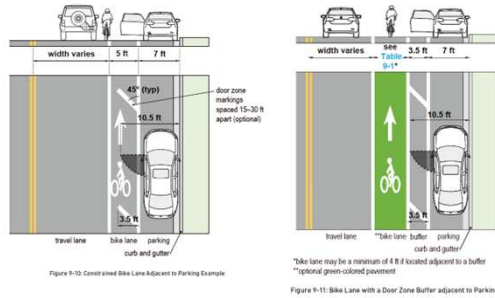 width varies
5 ft
7 ft
45° (typ)
door zone
markings
spaced 15–30 ft
apart (optional)
10.5 ft
3.5 ft
travel lane
bike lane
parking
curb and gutter
Figure 9-10: Constrained Bike Lane Adjacent to Parking Example
width varies
see
Table
9-1*
3.5 ft
7 ft
10.5 ft
3.5 ft
travel lane
**bike lane
buffer
parking
curb and gutter
*bike lane may be a minimum of 4 ft if located adjacent to a buffer
**optional green-colored pavement
Figure 9-11: Bike Lane with a Door Zone Buffer adjacent to Parkin